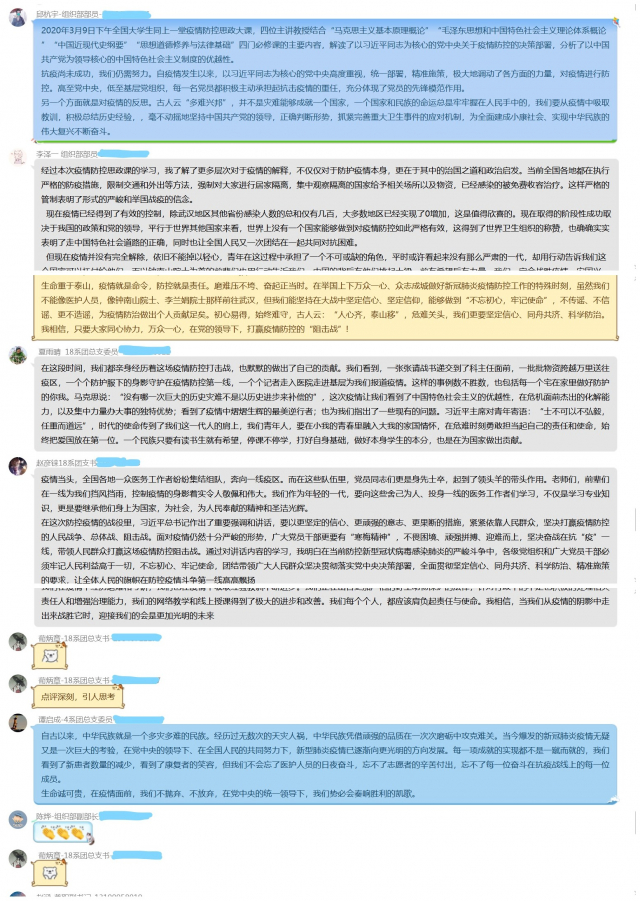 邱杭宇-组织部部员
2020年3月9日下午全国大学生同上一堂疫情防控思政大课，四位主讲教授结合“马克思主义基本原理概论”“毛泽东思想和中国特色社会主义理论体系概论”
“中国近现代史纲要”“思想道德修养与法律基础”四门必修课的主要内容，解读了以习近平同志为核心的党中央关于疫情防控的决策部署，分析了以中国
共产党为领导核心的中国特色社会主义制度的优越性。
抗疫尚未成功，我们仍需努力。自疫情发生以来，以习近平同志为核心的党中央高度重视，统一部署，精准施策，极大地调动了各方面的力量，对疫情进行防
控。高至党中央，低至基层党组织，每一名党员都积极主动承担起抗击疫情的重任，充分体现了党员的先锋模范作用。
另一个方面就是对疫情的反思。古人云“多难兴邦”，并不是灾难能够成就一个国家，一个国家和民族的命运总是牢牢握在人民手中的，我们要从疫情中吸取
教训，积极总结历史经验，，毫不动摇地坚持中国共产党的领导，正确判断形势，抓紧完善重大卫生事件的应对机制，为全面建成小康社会，实现中华民族的
伟大复兴不断奋斗。
李泽一 组织部部员
经过本次疫情防控思政课的学习，我了解了更多层次对于疫情的解释，不仅仅对于防护疫情本身，更在于其中的治国之道和政治启发。当前全国各地都在执行
严格的防疫措施，限制交通和外出等方法，强制对大家进行居家隔离，集中观察隔离的国家给予相关场所以及物资，已经感染的被免费收容治疗。这样严格的
管制表明了形式的严峻和举国战疫的信念。
现在疫情已经得到了有效的控制，除武汉地区其他省份感染人数的总和仅有几百，大多数地区已经实现了0增加，这是值得欣喜的。现在取得的阶段性成功取
决于我国的政策和党的领导，平行于世界其他国家来看，世界上没有一个国家能够做到对疫情防控如此严格有效，这得到了世界卫生组织的称赞，也确确实实
表明了走中国特色社会道路的正确，同时也让全国人民又一次团结在一起共同对抗困难。
但现在疫情并没有完全解除，依旧不能掉以轻心，青年在这过程中承担了一个不可或缺的角色，平时或许看起来没有那么严肃的一代，却用行动告诉我们这
生命重于泰山，疫情就是命令，防控就是责任。磨难压不垮，奋起正当时。在举国上下万众一心、众志成城做好新冠肺炎疫情防控工作的特殊时刻，虽然我们不
能像医护人员，像钟南山院士、李兰娟院士那样前往武汉，但我们能坚持在大战中坚定信心、坚定信仰，能够做到“不忘初心，牢记使命”，不传谣、不信
谣、更不造谣，为疫情防治做出个人贡献足矣。初心易得，始终难守，古人云：“人心齐，泰山移”，危难关头，我们更要坚定信心、同舟共济、科学防治。
我相信，只要大家同心协力，万众一心，在党的领导下，打赢疫情防控的“阻击战”！
夏雨晴 18系团总支委员
在这段时间，我们都亲身经历着这场疫情防控打击战，也默默的做出了自己的贡献。我们看到，一张张请战书递交到了科主任面前，一批批物资跨越万里送往
疫区，一个个防护服下的身影守护在疫情防控第一线，一个个记者走入医院走进基层为我们报道疫情。这样的事例数不胜数，也包括每一个宅在家里做好防护
的你我。马克思说：“没有哪一次巨大的历史灾难不是以历史进步来补偿的”，这次疫情让我们看到了中国特色社会主义的优越性，在危机面前杰出的化解能
力，以及集中力量办大事的独特优势；看到了疫情中熠熠生辉的最美逆行者；也为我们指出了一些现有的问题。习近平主席对青年寄语：“士不可以不弘毅，
任重而道远”，时代的使命传到了我们这一代人的肩上，我们青年人，要在小我的青春里融入大我的家国情怀，在危难时刻勇敢担当起自己的责任和使命，始
终把爱国放在第一位。一个民族只要有读书生就有希望，停课不停学，打好自身基础，做好本身学生的本分，也是在为国家做出贡献。
疫情当头，全国各地一众医务工作者纷纷集结组队，奔向一线疫区。而在这些队伍里，党员同志们更是身先士卒，起到了领头羊的带头作用。老师们，前辈们
在一线为我们挡风挡雨，控制疫情的身影着实令人敬佩和伟大。我们作为年轻的一代，要向这些舍己为人、投身一线的医务工作者们学习，不仅是学习专业知
识，更是要继承他们身上为国家，为社会，为人民奉献的精神和圣洁光辉。
在这次防控疫情的战役里，习近平总书记作出了重要强调和讲话，要以更坚定的信心、更顽强的意志、更果断的措施，紧紧依靠人民群众，坚决打赢疫情防控
的人民战争、总体战、阻击战。面对疫情仍然十分严峻的形势，广大党员干部更要有“寒梅精神”，不畏困境、顽强拼搏、迎难而上，坚决奋战在抗“疫”一
线，带领人民群众打赢这场疫情防控阻击战。通过对讲话内容的学习，我明白在当前防控新型冠状病毒感染肺炎的严峻斗争中，各级党组织和广大党员干部必
须牢记人民利益高于一切，不忘初心、牢记使命，团结带领广大人民群众坚决贯彻落实党中央决策部署，全面贯彻坚定信心、同舟共济、科学防治、精准施策
的要求，让全体人民的旗帜在防控疫情斗争第一线高高飘扬
责任人和增强治理能力，我们的网络教学和线上授课得到了极大的进步和改善。我们每个个人，都应该肩负起责任与使命。我相信，当我们从疫情的阴影中走
出来战胜它时，迎接我们的会是更加光明的未来
荀炳章-18系团总支书
荀炳章-18系团总支书
点评深刻，引人思考
谭启成-4系团总支委员
自古以来，中华民族就是一个多灾多难的民族。经历过无数次的天灾人祸，中华民族凭借顽强的品质在一次次磨砺中攻克难关。当今爆发的新冠肺炎疫情无疑
又是一次巨大的考验，在党中央的领导下，在全国人民的共同努力下，新型肺炎疫情已逐渐向更光明的方向发展。每一项成就的实现都不是一蹴而就的，我们
看到了新患者数量的减少，看到了康复者的笑容，但我们不会忘了医护人员的日夜奋斗，忘不了志愿者的辛苦付出，忘不了每一位奋斗在抗疫战线上的每一位
成员。
生命诚可贵，在疫情面前，我们不抛弃、不放弃，在党中央的统一领导下，我们势必会奏响胜利的凯歌。
陈烨-组织部副部长
荀炳章-18系团总支书